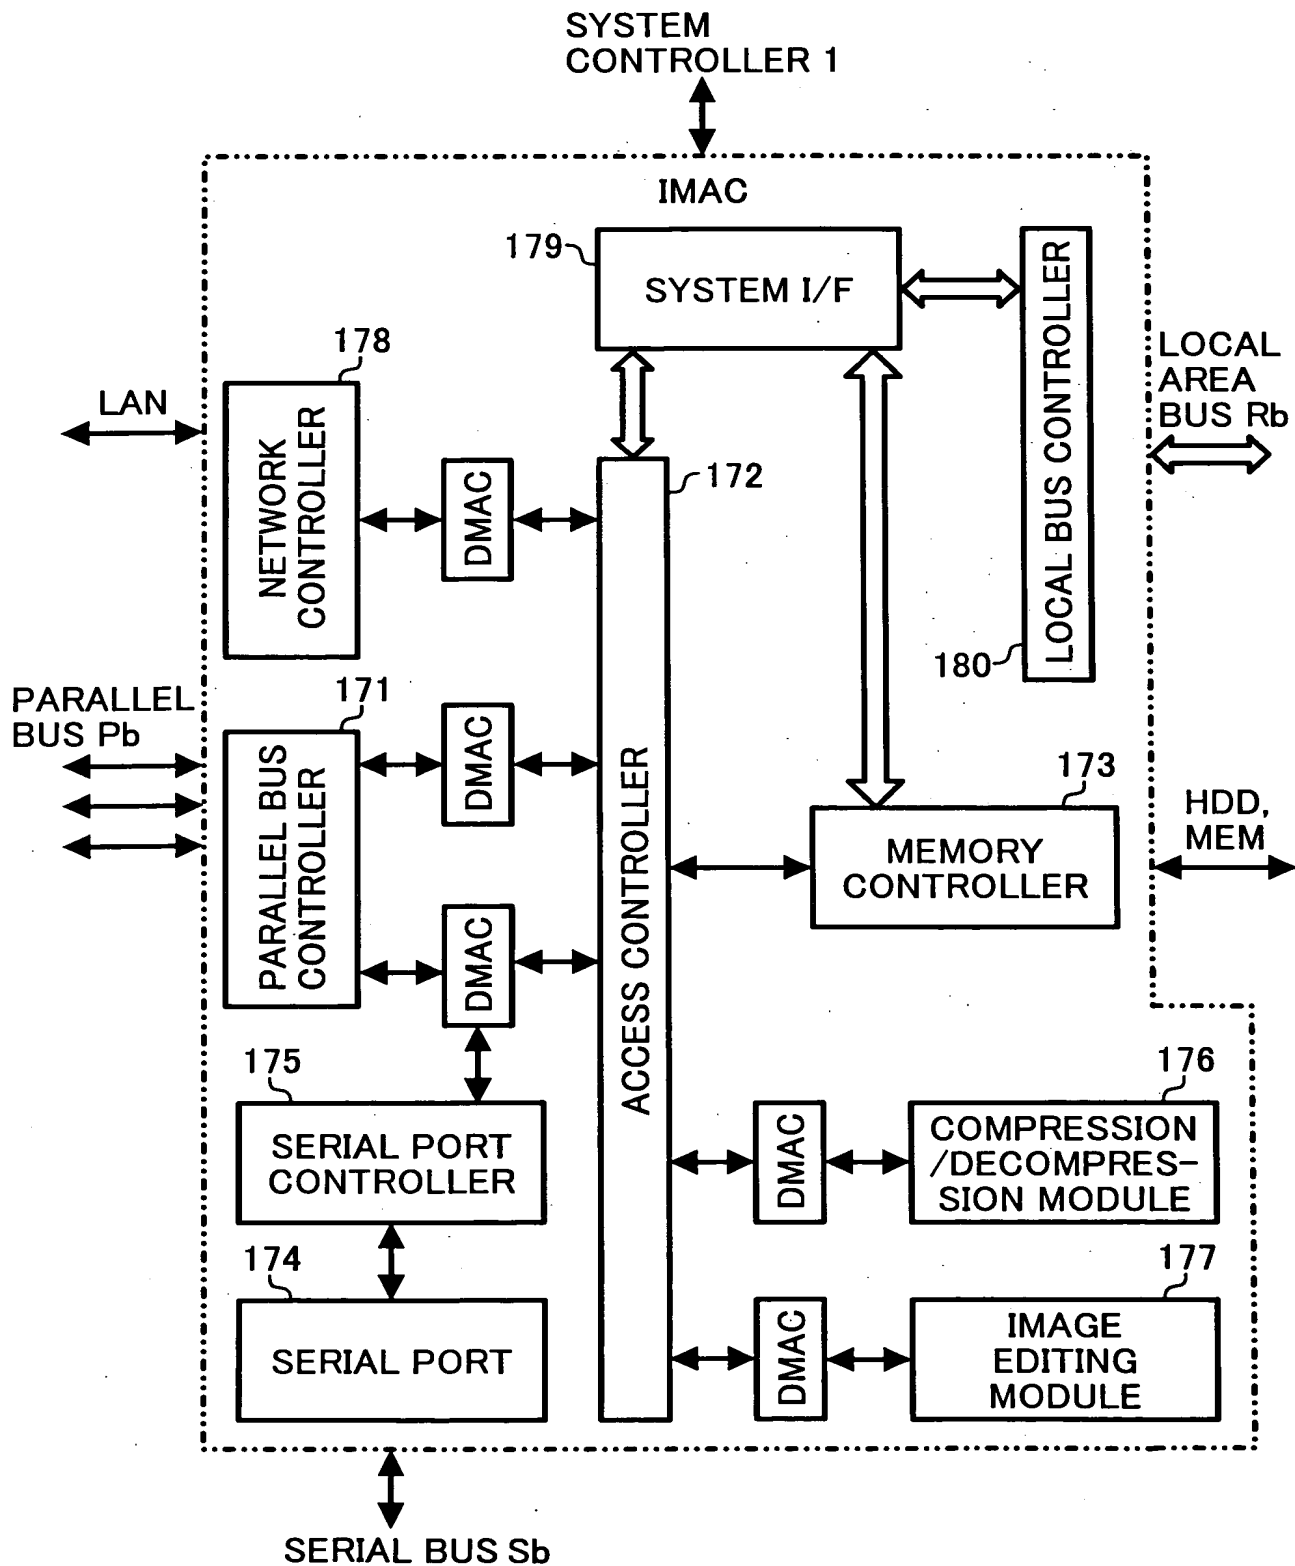 SYSTEM
CONTROLLER 1
IMAC
179
SYSTEM I/F
LOCAL BUS CONTROLLER
180
LOCAL
AREA
BUS Rb
178
LAN
NETWORK
CONTROLLER
DMAC
172
ACCESS CONTROLLER
PARALLEL
BUS Pb
171
PARALLEL BUS
CONTROLLER
DMAC
DMAC
173
MEMORY
CONTROLLER
HDD,
MEM
175
SERIAL PORT
CONTROLLER
176
DMAC
COMPRESSION
/DECOMPRES-
SION MODULE
174
SERIAL PORT
177
DMAC
IMAGE
EDITING
MODULE
SERIAL BUS Sb